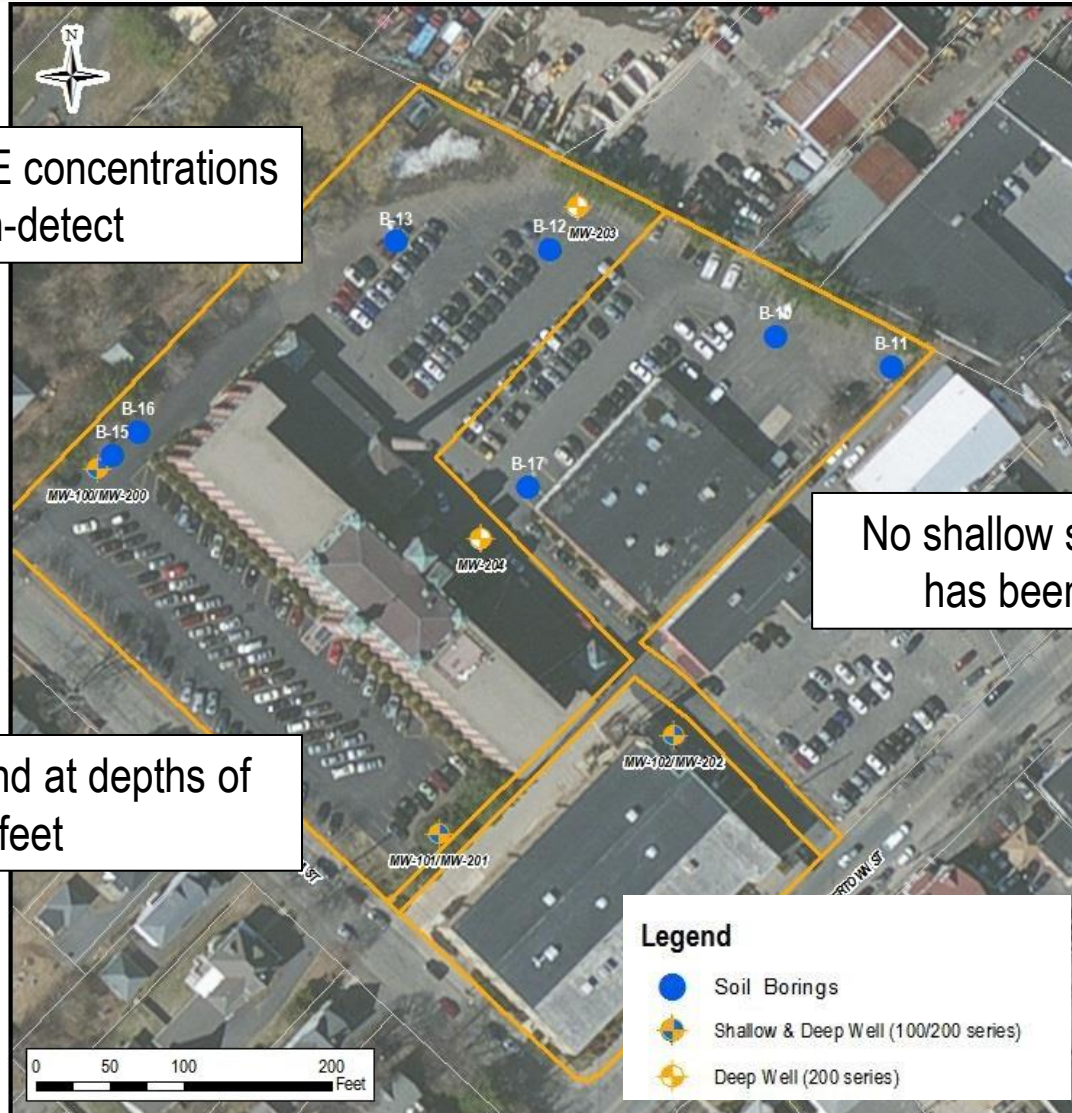 N
E concentrations
-detect
B-13
B-12
MW-203
B-10
B-11
B-16
B-15
MW-100/MW-200
B-17
MW-204
No shallow
has been
nd at depths of
feet
MW-102/MW-202
MW-101/MW-201
ST
ST
Legend
Soil Borings
Shallow & Deep Well (100/200 series)
Deep Well (200 series)
0 50 100 200
Feet